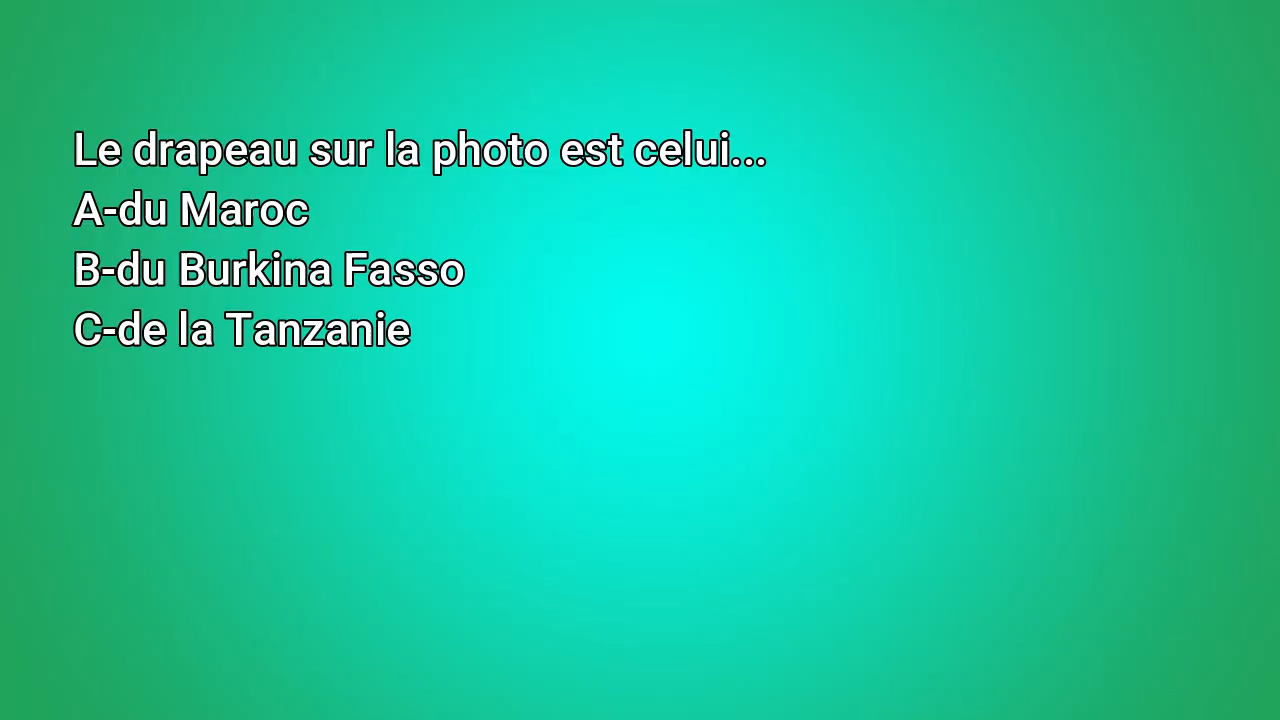 Le drapeau sur la photo est celui...
A-du Maroc
B-du Burkina Fasso
C-de la Tanzanie